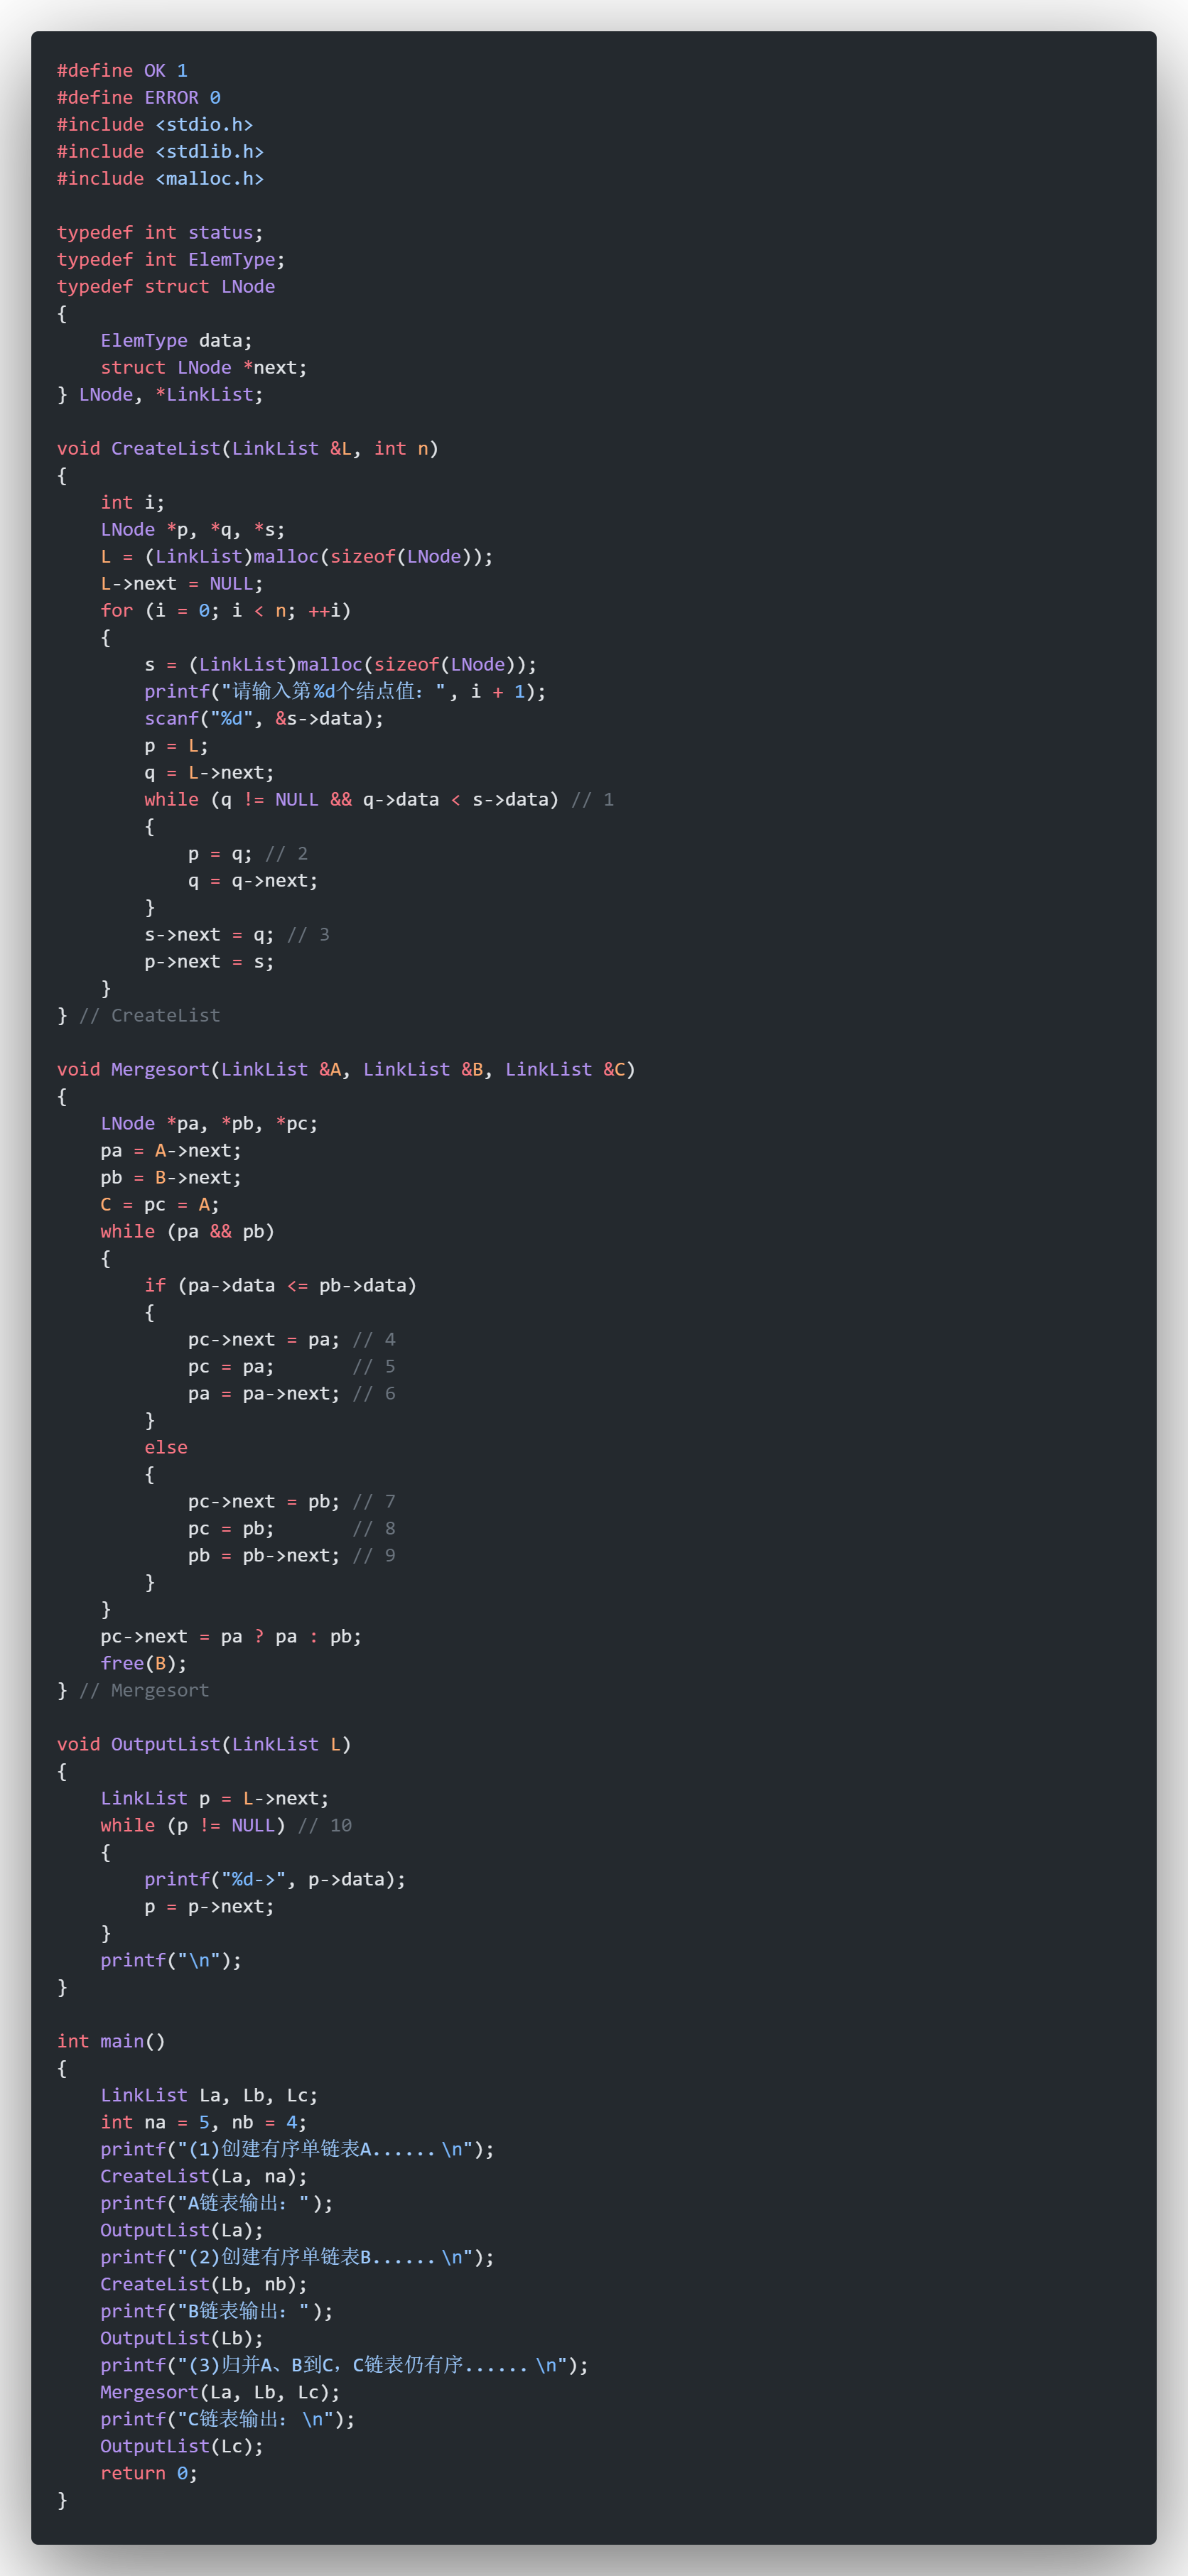 #define OK 1
#define ERROR 0
#include <stdio.h>
#include <stdlib.h>
#include <malloc.h>

typedef int status;
typedef int ElemType;
typedef struct LNode
{
    ElemType data;
    struct LNode *next;
} LNode, *LinkList;

void CreateList(LinkList &L, int n)
{
    int i;
    LNode *p, *q, *s;
    L = (LinkList)malloc(sizeof(LNode));
    L->next = NULL;
    for (i = 0; i < n; ++i)
    {
        s = (LinkList)malloc(sizeof(LNode));
        printf("请输入第%d个结点值：", i + 1);
        scanf("%d", &s->data);
        p = L;
        q = L->next;
        while (q != NULL && q->data < s->data) // 1
        {
            p = q; // 2
            q = q->next;
        }
        s->next = q; // 3
        p->next = s;
    }
} // CreateList

void Mergesort(LinkList &A, LinkList &B, LinkList &C)
{
    LNode *pa, *pb, *pc;
    pa = A->next;
    pb = B->next;
    C = pc = A;
    while (pa && pb)
    {
        if (pa->data <= pb->data)
        {
            pc->next = pa; // 4
            pc = pa;       // 5
            pa = pa->next; // 6
        }
        else
        {
            pc->next = pb; // 7
            pc = pb;       // 8
            pb = pb->next; // 9
        }
    }
    pc->next = pa ? pa : pb;
    free(B);
} // Mergesort

void OutputList(LinkList L)
{
    LinkList p = L->next;
    while (p != NULL) // 10
    {
        printf("%d->", p->data);
        p = p->next;
    }
    printf("\n");
}

int main()
{
    LinkList La, Lb, Lc;
    int na = 5, nb = 4;
    printf("(1)创建有序单链表A......\n");
    CreateList(La, na);
    printf("A链表输出：");
    OutputList(La);
    printf("(2)创建有序单链表B......\n");
    CreateList(Lb, nb);
    printf("B链表输出：");
    OutputList(Lb);
    printf("(3)归并A、B到C，C链表仍有序......\n");
    Mergesort(La, Lb, Lc);
    printf("C链表输出：\n");
    OutputList(Lc);
    return 0;
}